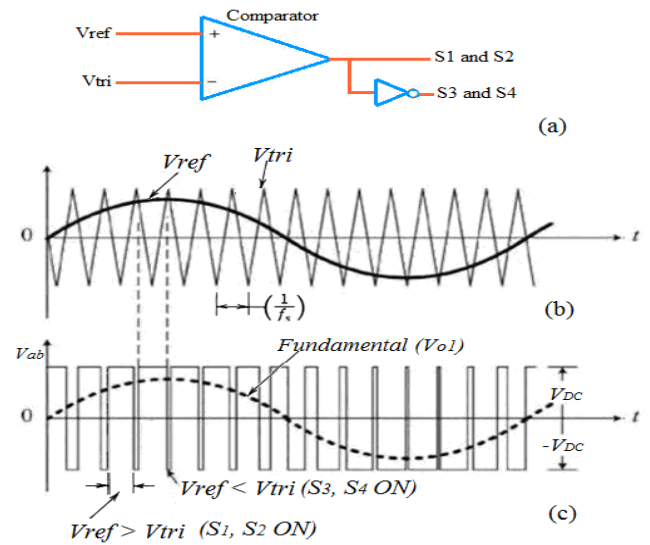 Comparator
Vref
+
S1 and S2
Vtri
−
S3 and S4
(a)
Vref
Vtri
0
t
(1/fs)
(b)
Vab
Fundamental (Vo1)
VDC
0
t
-VDC
Vref < Vtri (S3, S4 ON)
(c)
Vref > Vtri (S1, S2 ON)